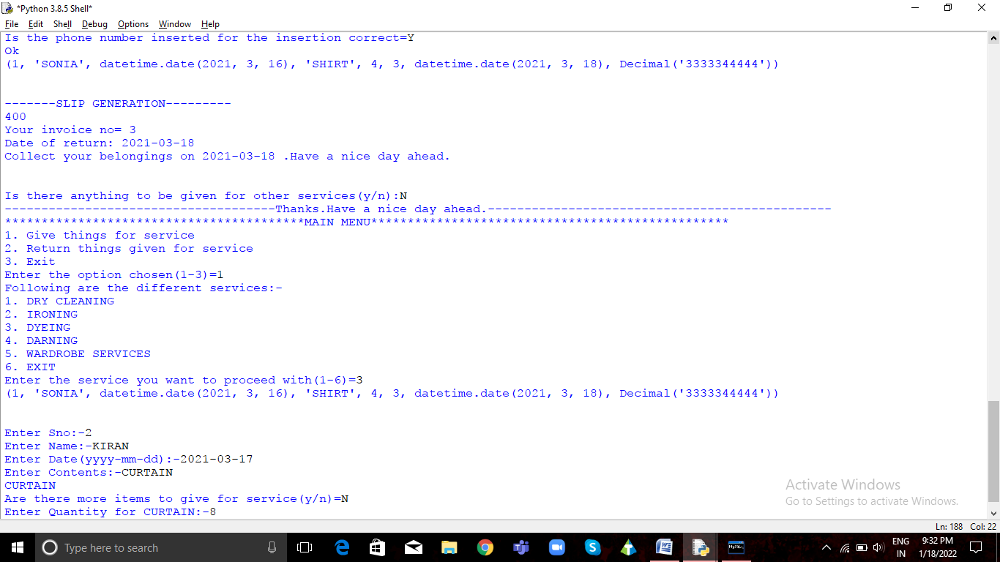 *Python 3.8.5 Shell*
File Edit Shell Debug Options Window Help
Is the phone number inserted for the insertion correct=Y
Ok
(1, 'SONIA', datetime.date(2021, 3, 16), 'SHIRT', 4, 3, datetime.date(2021, 3, 18), Decimal('3333344444'))
-------SLIP GENERATION---------
400
Your invoice no= 3
Date of return: 2021-03-18
Collect your belongings on 2021-03-18 .Have a nice day ahead.
Is there anything to be given for other services(y/n):N
-------------------------------------Thanks.Have a nice day ahead.-----------------------------------------------
*****************************************MAIN MENU*************************************************
1. Give things for service
2. Return things given for service
3. Exit
Enter the option chosen(1-3)=1
Following are the different services:-
1. DRY CLEANING
2. IRONING
3. DYEING
4. DARNING
5. WARDROBE SERVICES
6. EXIT
Enter the service you want to proceed with(1-6)=3
(1, 'SONIA', datetime.date(2021, 3, 16), 'SHIRT', 4, 3, datetime.date(2021, 3, 18), Decimal('3333344444'))
Enter Sno:-2
Enter Name:-KIRAN
Enter Date(yyyy-mm-dd):-2021-03-17
Enter Contents:-CURTAIN
CURTAIN
Are there more items to give for service(y/n)=N
Enter Quantity for CURTAIN:-8
Activate Windows
Go to Settings to activate Windows.
Ln: 188 Col: 22
Type here to search
ENG
IN
9:32 PM
1/18/2022